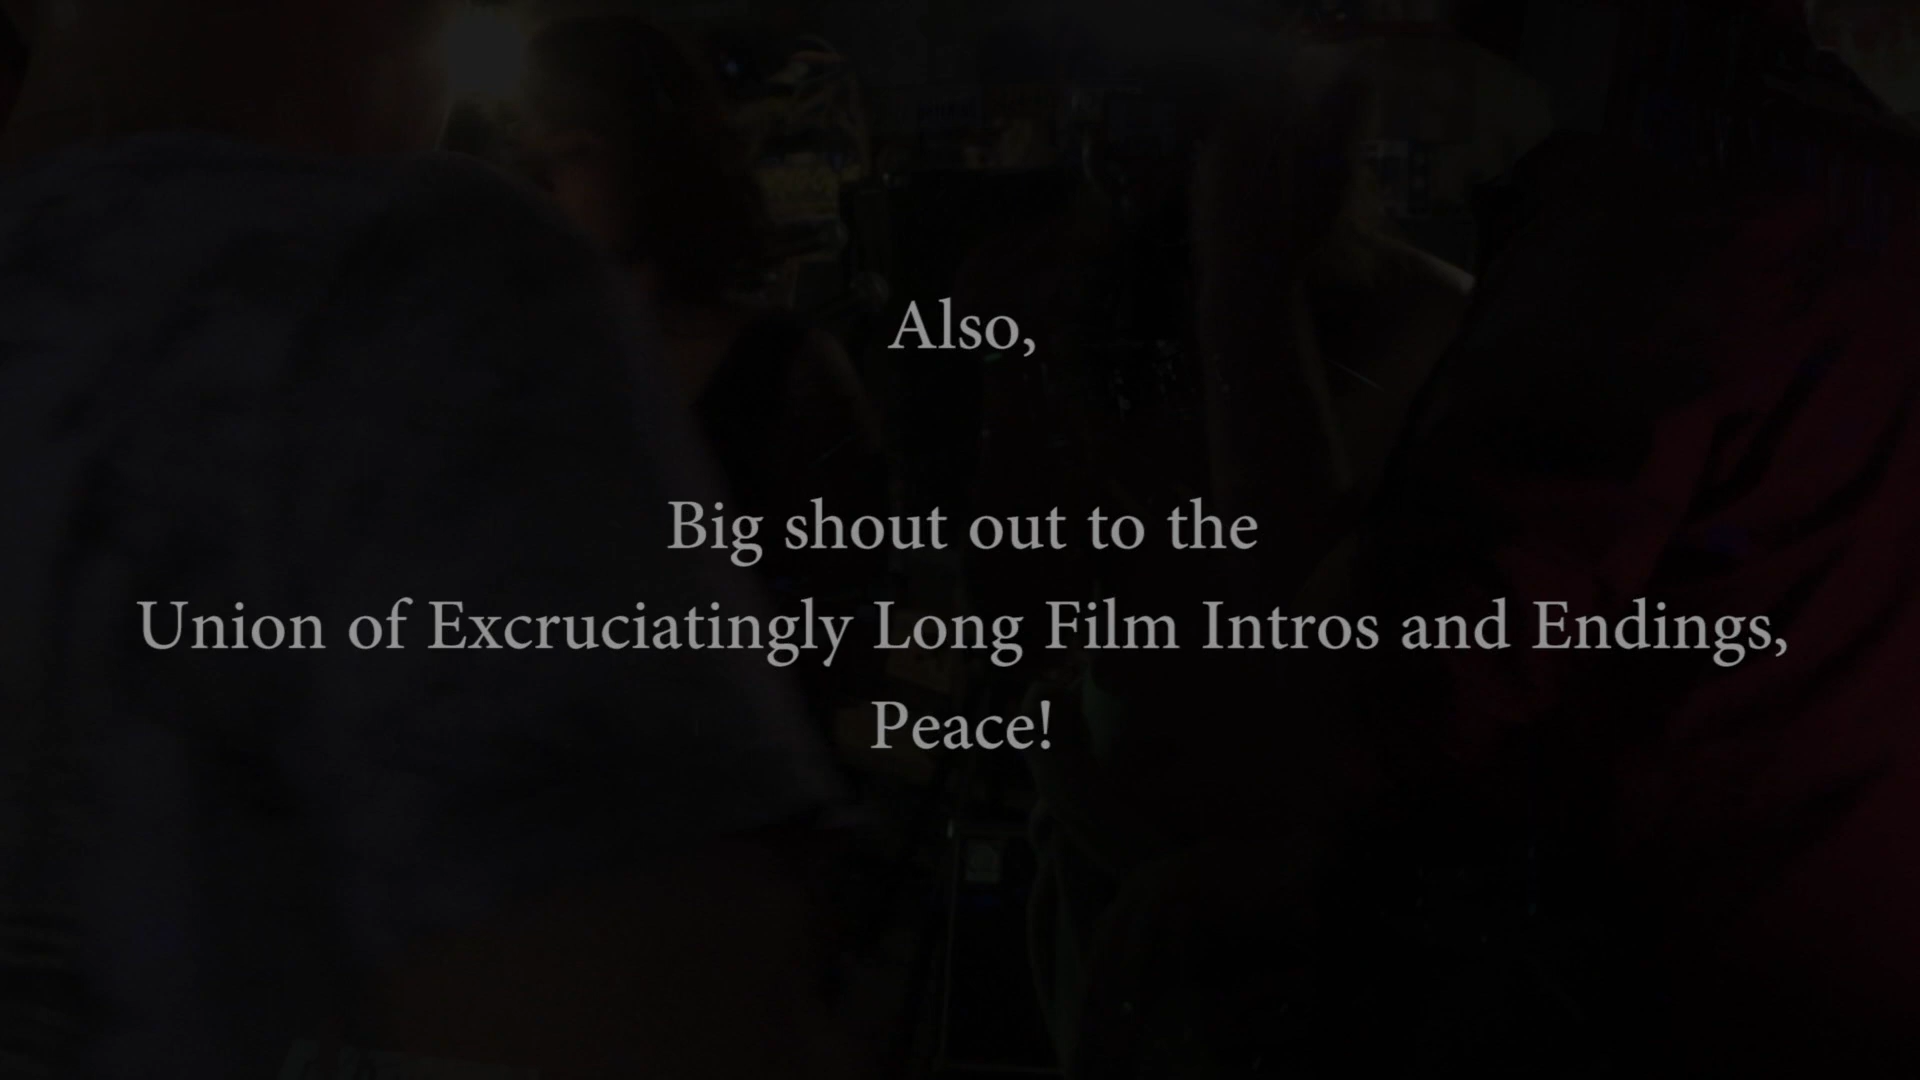 Also,
Big shout out to the
Union of Excruciatingly Long Film Intros and Endings,
Peace!